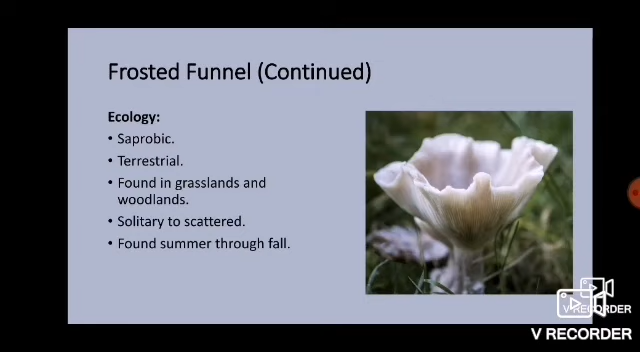 Frosted Funnel (Continued)
Ecology:
• Saprobic.
• Terrestrial.
• Found in grasslands and
woodlands.
• Solitary to scattered.
• Found summer through fall.
V RECORDER
V RECORDER